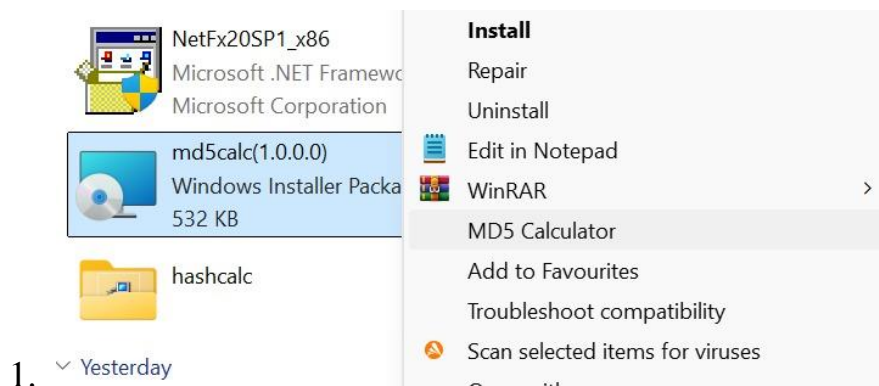 NetFx20SP1_x86
Microsoft .NET Framewo
Microsoft Corporation
md5calc(1.0.0.0)
Windows Installer Packa
532 KB
hashcalc
1.
Yesterday
Install
Repair
Uninstall
Edit in Notepad
WinRAR
MD5 Calculator
Add to Favourites
Troubleshoot compatibility
Scan selected items for viruses